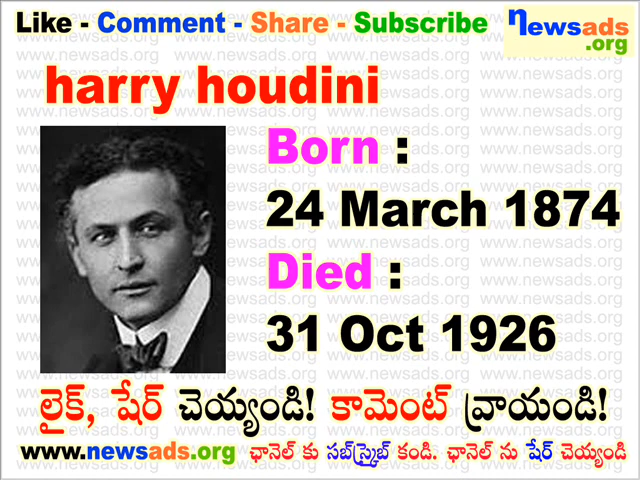 Like - Comment - Share - Subscribe
newsads
.org
harry houdini
Born :
24 March 1874
Died :
31 Oct 1926
లైక్, షేర్ చెయ్యండి! కామెంట్ వ్రాయండి!
www.newsads.org ఛానెల్ కు సబ్‌స్క్రైబ్ కండి. ఛానెల్ ను షేర్ చెయ్యండి